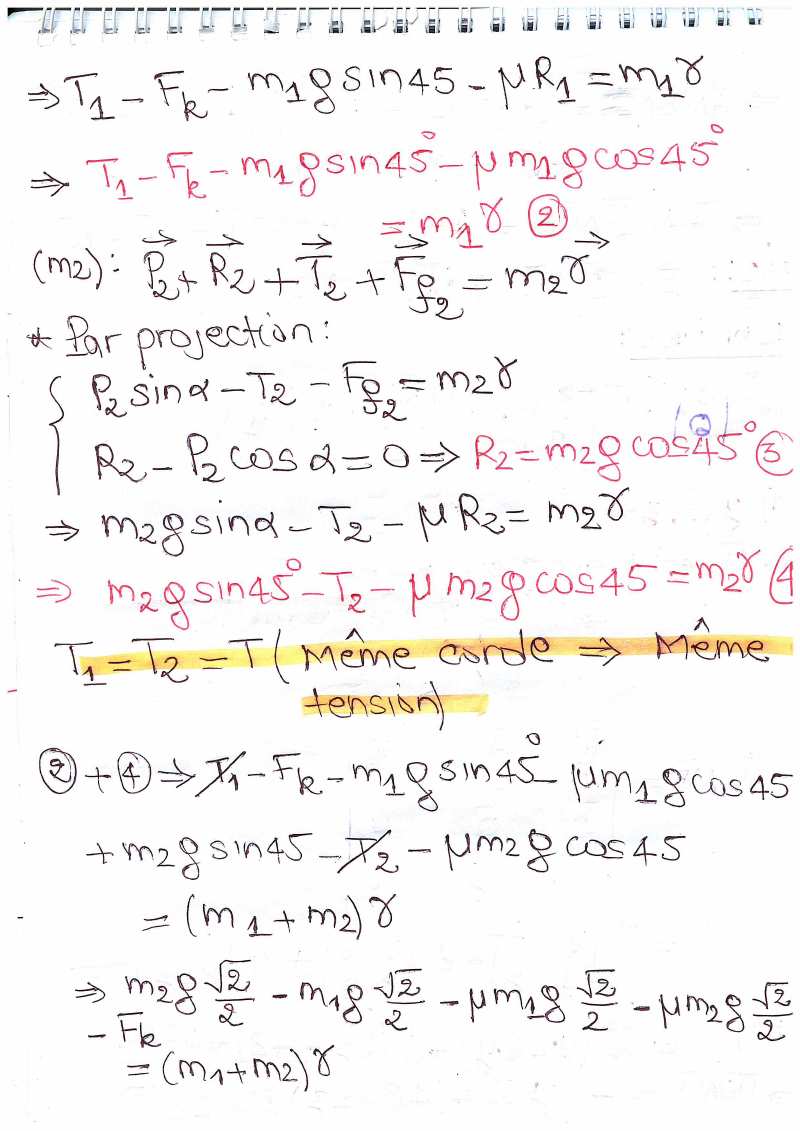 ⇒ T₁ - Fₖ - m₁g sin45 - μR₁ = m₁γ
⇒ T₁ - Fₖ - m₁g sin45° - μ m₁g cos45°
= m₁γ ②
(m₂): P₂⃗ + R₂⃗ + T₂⃗ + F_f₂⃗ = m₂γ⃗
* Par projection:
{ P₂ sinα - T₂ - F_f₂ = m₂γ
R₂ - P₂ cosα = 0 ⇒ R₂ = m₂g cos45° ③
⇒ m₂g sinα - T₂ - μR₂ = m₂γ
⇒ m₂g sin45° - T₂ - μ m₂g cos45 = m₂γ ④
T₁ = T₂ = T (Même corde ⇒ Même
tension)
② + ④ ⇒ T₁ - Fₖ - m₁g sin45° - μm₁g cos45
+ m₂g sin45 - T₂ - μm₂g cos45
= (m₁ + m₂)γ
⇒ m₂g √2/2 - m₁g √2/2 - μm₁g √2/2 - μm₂g √2/2
- Fₖ
= (m₁+m₂)γ